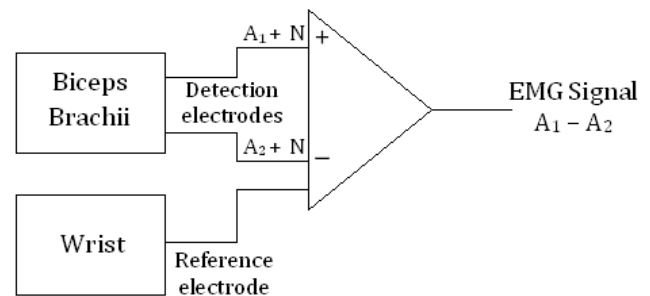 A₁ + N
+
Biceps
Brachii
Detection
electrodes
EMG Signal
A₁ – A₂
A₂ + N
–
Wrist
Reference
electrode